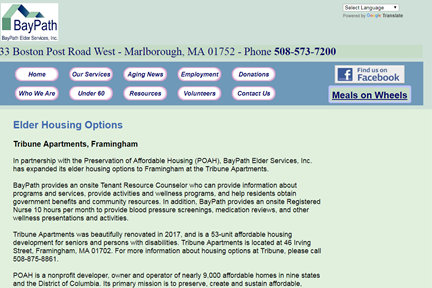 Select Language
BayPath
BayPath Elder Services, Inc.
Powered by Google Translate
33 Boston Post Road West - Marlborough, MA 01752 - Phone 508-573-7200
Home Our Services Aging News Employment Donations
Find us on
Facebook
Who We Are Under 60 Resources Volunteers Contact Us
Meals on Wheels
Elder Housing Options
Tribune Apartments, Framingham
In partnership with the Preservation of Affordable Housing (POAH), BayPath Elder Services, Inc.
has expanded its elder housing options to Framingham at the Tribune Apartments.
BayPath provides an onsite Tenant Resource Counselor who can provide information about
programs and services, provide activities and wellness programs, and help residents obtain
government benefits and community resources. In addition, BayPath provides an onsite Registered
Nurse 10 hours per month to provide blood pressure screenings, medication reviews, and other
wellness presentations and activities.
Tribune Apartments was beautifully renovated in 2017, and is a 53-unit affordable housing
development for seniors and persons with disabilities. Tribune Apartments is located at 46 Irving
Street, Framingham, MA 01702. For more information about housing options at Tribune, please call
508-875-8861.
POAH is a nonprofit developer, owner and operator of nearly 9,000 affordable homes in nine states
and the District of Columbia. Its primary mission is to preserve, create and sustain affordable,